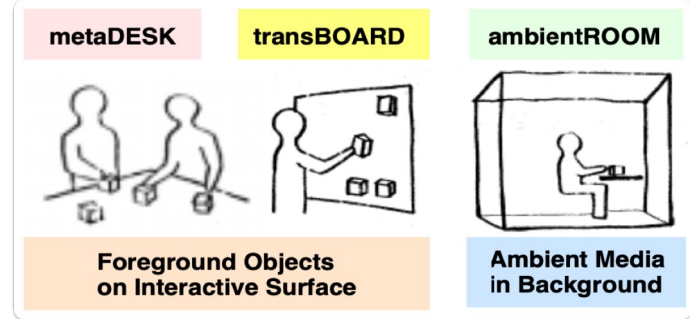 metaDESK
transBOARD
ambientROOM
Foreground Objects
on Interactive Surface
Ambient Media
in Background